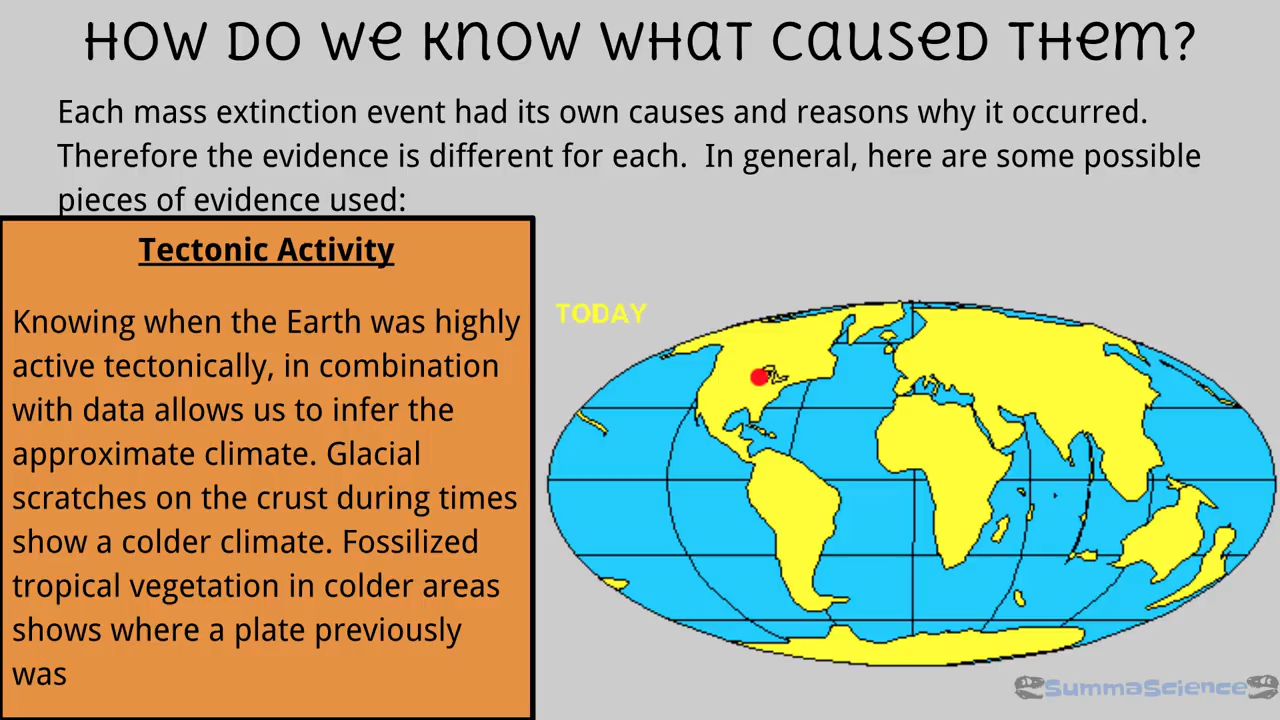 How do we know what caused them?
Each mass extinction event had its own causes and reasons why it occurred.
Therefore the evidence is different for each.  In general, here are some possible
pieces of evidence used:
Tectonic Activity
Knowing when the Earth was highly
active tectonically, in combination
with data allows us to infer the
approximate climate. Glacial
scratches on the crust during times
show a colder climate. Fossilized
tropical vegetation in colder areas
shows where a plate previously
was
TODAY
SummaScience